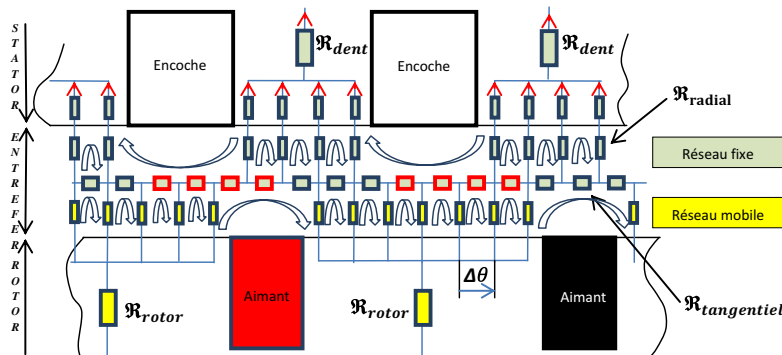 STATOR
Encoche
ℜdent
Encoche
ℜdent
ℜradial
ENTREFER
Réseau fixe
Réseau mobile
ROTOR
Δθ
ℜrotor
Aimant
ℜrotor
Aimant
ℜtangentiel